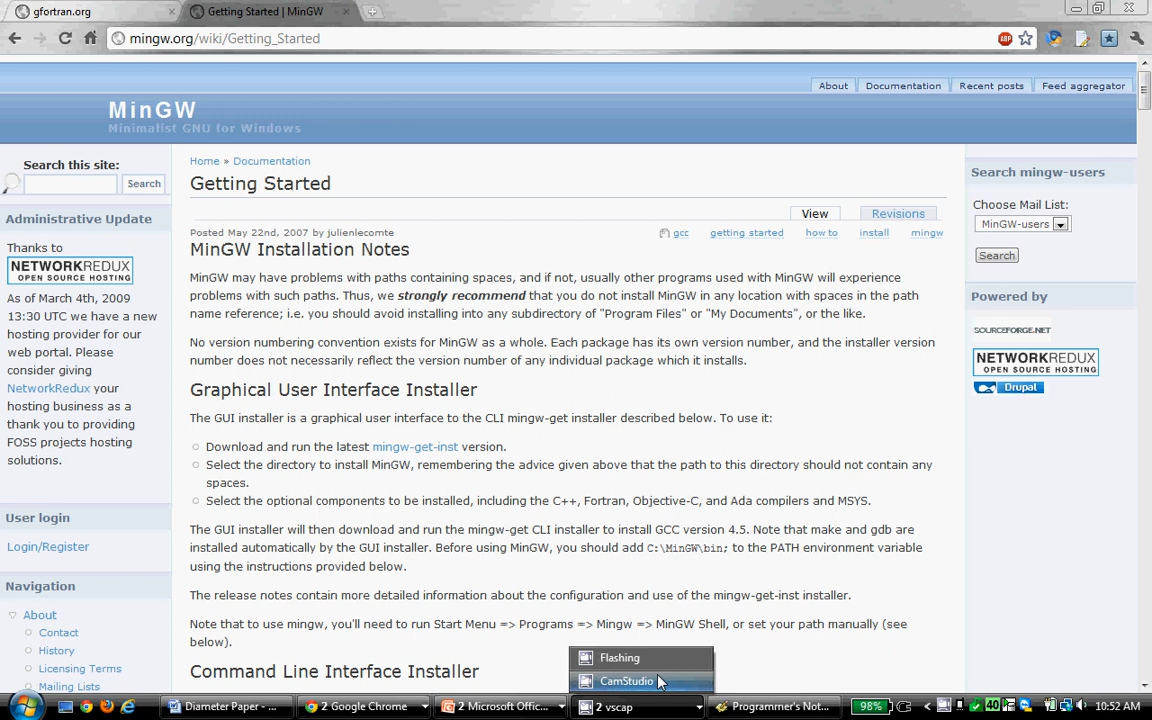 gfortran.org
Getting Started | MinGW
mingw.org/wiki/Getting_Started
ABP
About
Documentation
Recent posts
Feed aggregator
MinGW
Minimalist GNU for Windows
Search this site:
Search
Administrative Update
Thanks to
NETWORKREDUX
OPEN SOURCE HOSTING
As of March 4th, 2009
13:30 UTC we have a new
hosting provider for our
web portal. Please
consider giving
NetworkRedux your
hosting business as a
thank you to providing
FOSS projects hosting
solutions.
User login
Login/Register
Navigation
About
Contact
History
Licensing Terms
Mailing Lists
Home » Documentation
Getting Started
View
Revisions
Posted May 22nd, 2007 by julienlecomte
gcc getting started how to install mingw
MinGW Installation Notes
MinGW may have problems with paths containing spaces, and if not, usually other programs used with MinGW will experience
problems with such paths. Thus, we strongly recommend that you do not install MinGW in any location with spaces in the path
name reference; i.e. you should avoid installing into any subdirectory of "Program Files" or "My Documents", or the like.
No version numbering convention exists for MinGW as a whole. Each package has its own version number, and the installer version
number does not necessarily reflect the version number of any individual package which it installs.
Graphical User Interface Installer
The GUI installer is a graphical user interface to the CLI mingw-get installer described below. To use it:
Download and run the latest mingw-get-inst version.
Select the directory to install MinGW, remembering the advice given above that the path to this directory should not contain any
spaces.
Select the optional components to be installed, including the C++, Fortran, Objective-C, and Ada compilers and MSYS.
The GUI installer will then download and run the mingw-get CLI installer to install GCC version 4.5. Note that make and gdb are
installed automatically by the GUI installer. Before using MinGW, you should add C:\MinGW\bin; to the PATH environment variable
using the instructions provided below.
The release notes contain more detailed information about the configuration and use of the mingw-get-inst installer.
Note that to use mingw, you'll need to run Start Menu => Programs => Mingw => MinGW Shell, or set your path manually (see
below).
Command Line Interface Installer
Search mingw-users
Choose Mail List:
MinGW-users
Search
Powered by
SOURCEFORGE.NET
NETWORKREDUX
OPEN SOURCE HOSTING
Drupal
Flashing
CamStudio
Diameter Paper - ...
2 Google Chrome
2 Microsoft Offic...
2 vscap
Programmer's Not...
98%
40
10:52 AM